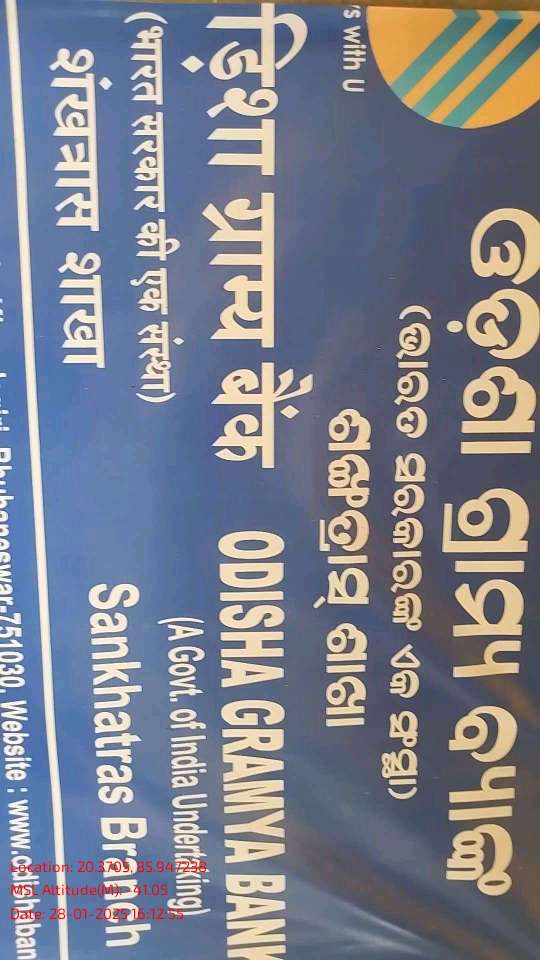 ଓଡ଼ିଶା ଗ୍ରାମ୍ୟ ବ୍ୟାଙ୍କ
(ଭାରତ ସରକାରଙ୍କ ଏକ ସଂସ୍ଥା)
ଶଙ୍ଖତ୍ରାସ୍ ଶାଖା
with U
ड़िशा ग्राम्य बैंक
(भारत सरकार की एक संस्था)
शंखत्रास शाखा
ODISHA GRAMYA BANK
(A Govt. of India Undertaking)
Sankhatras Branch
Bhubaneswar-751030, Website : www.odishaban
Location: 20.3705, 85.947238
MSL Altitude(M): -41.05
Date: 28-01-2025 16:12:55